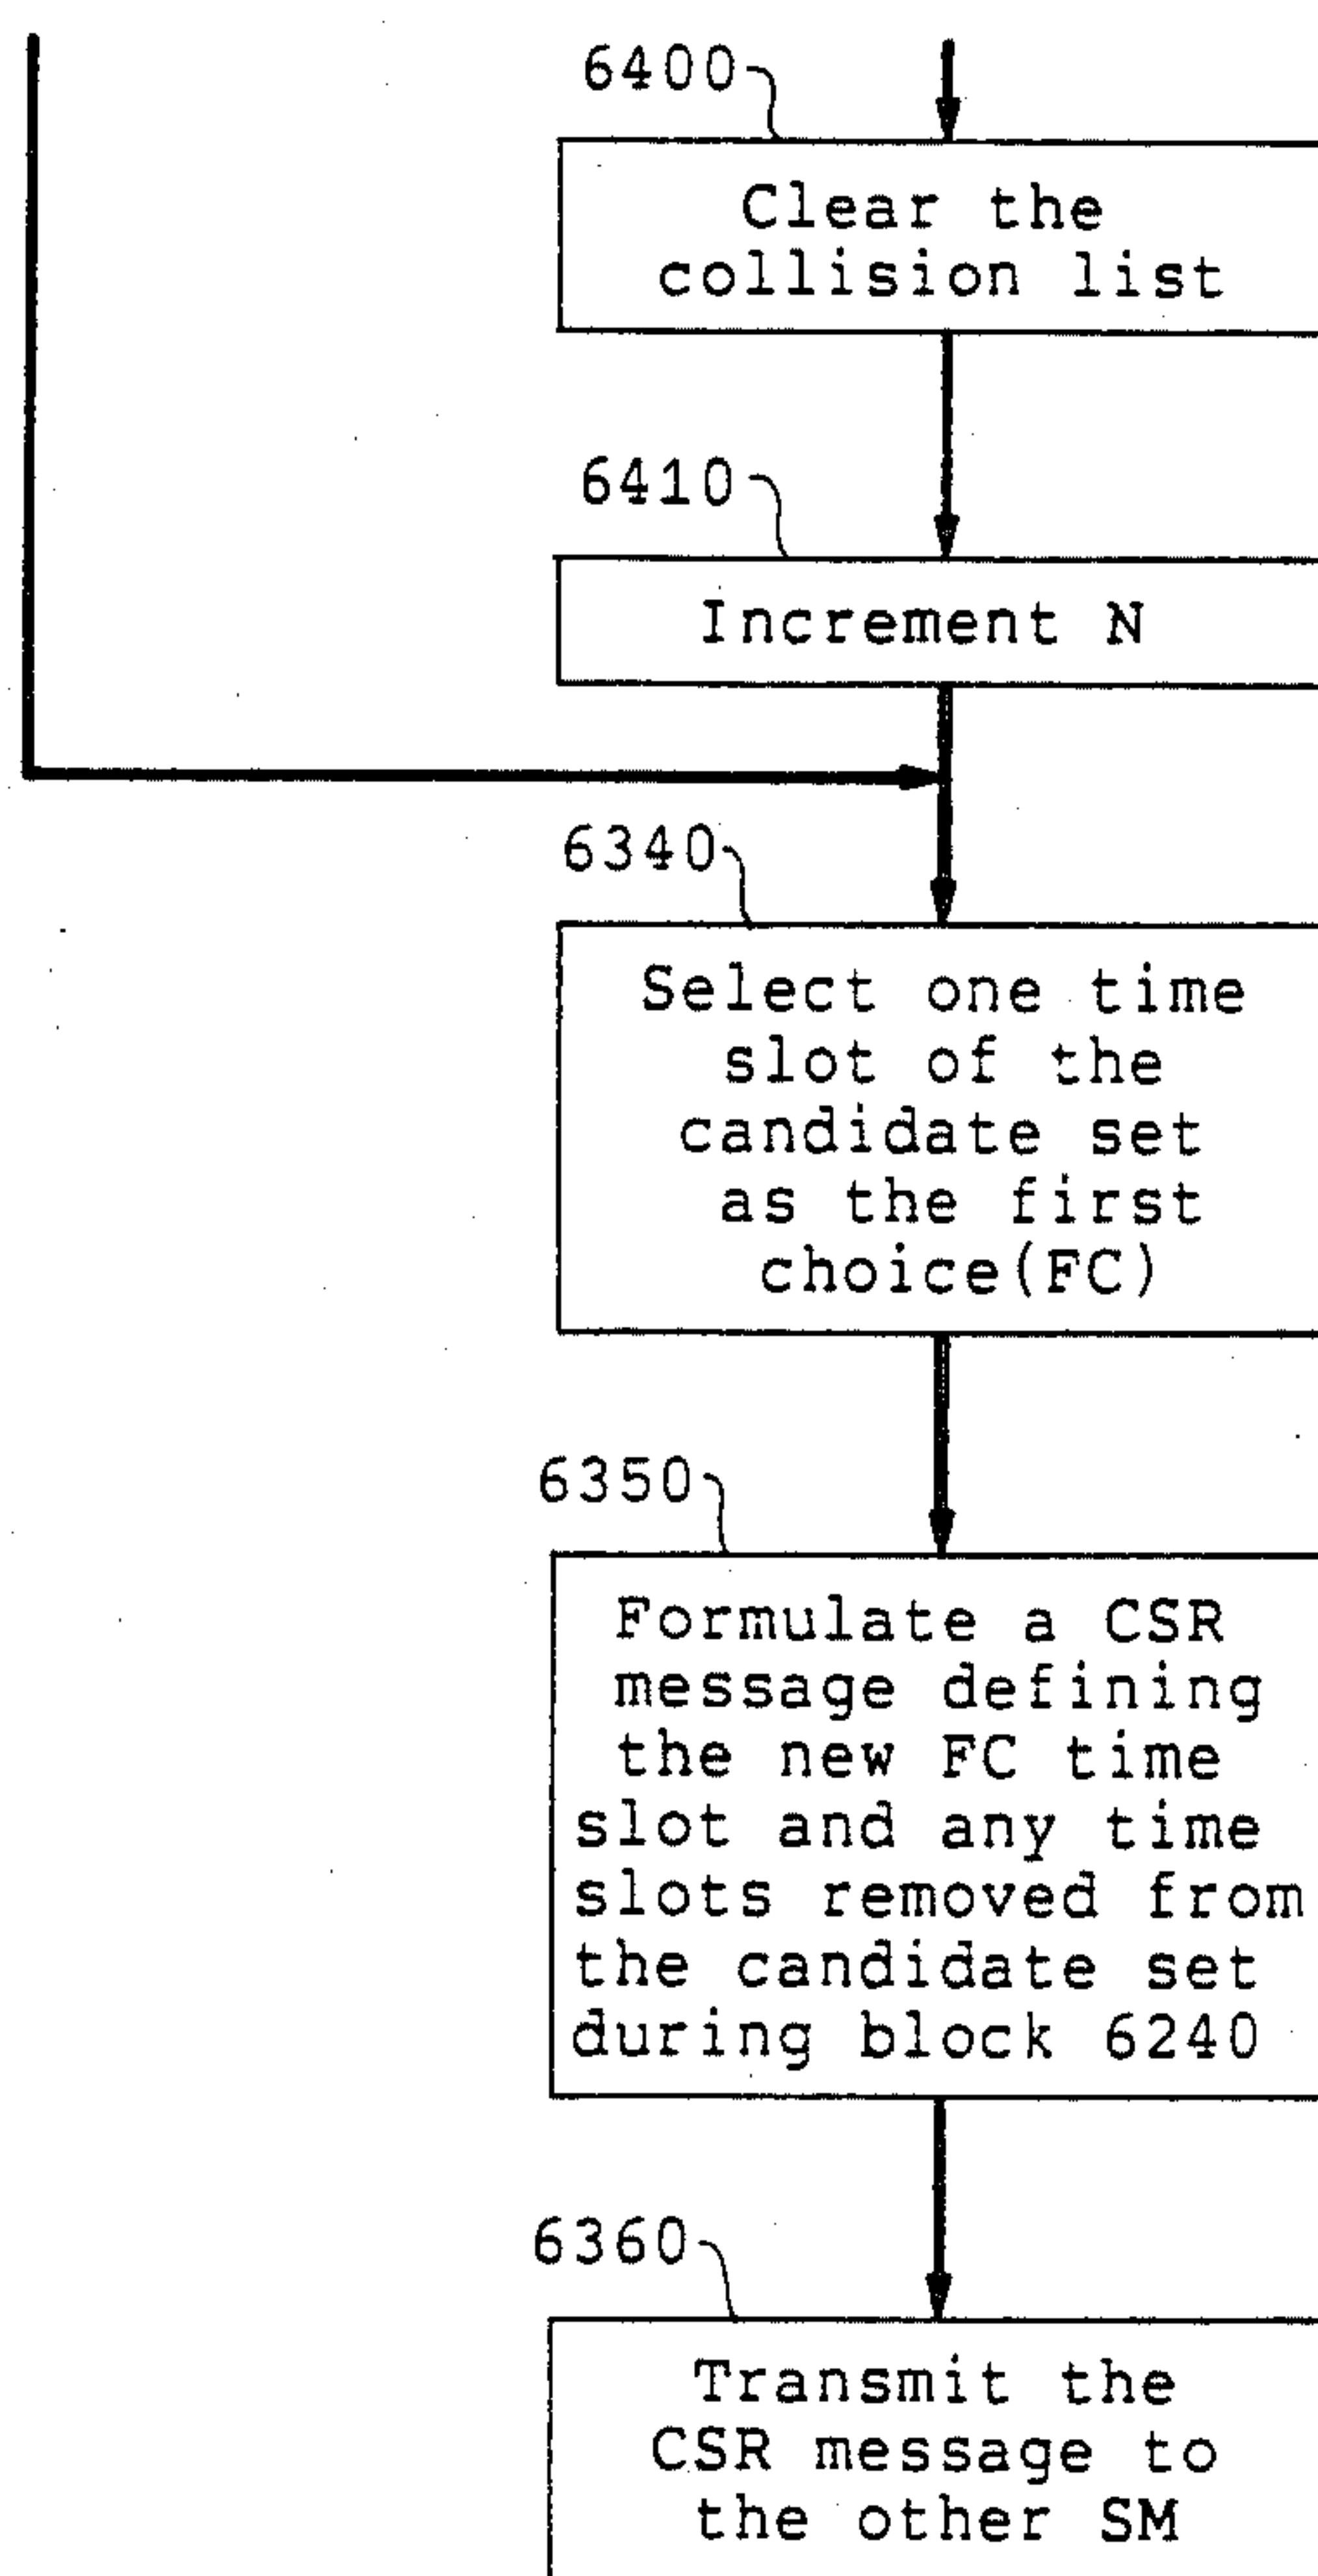 6400
Clear the
collision list
6410
Increment N
6340
Select one time
slot of the
candidate set
as the first
choice(FC)
6350
Formulate a CSR
message defining
the new FC time
slot and any time
slots removed from
the candidate set
during block 6240
6360
Transmit the
CSR message to
the other SM